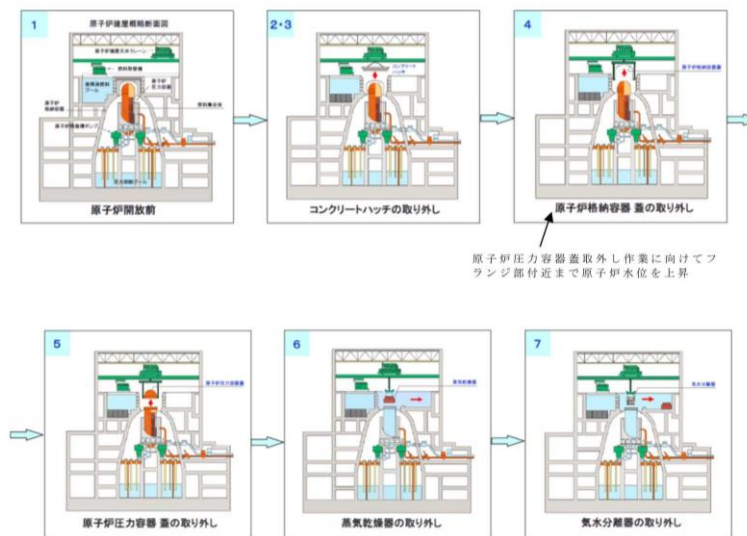 1
原子炉建屋概略断面図
原子炉建屋天井クレーン
燃料取替機
使用済燃料
プール
原子炉
圧力容器
原子炉
格納容器
燃料集合体
原子炉再循環ポンプ
圧力抑制プール
原子炉開放前
2・3
コンクリート
ハッチ
コンクリートハッチの取り外し
4
原子炉格納容器蓋
原子炉格納容器 蓋の取り外し
原子炉圧力容器蓋取外し作業に向けてフ
ランジ部付近まで原子炉水位を上昇
5
原子炉圧力容器蓋
原子炉圧力容器 蓋の取り外し
6
蒸気乾燥器
蒸気乾燥器の取り外し
7
気水分離器
気水分離器の取り外し